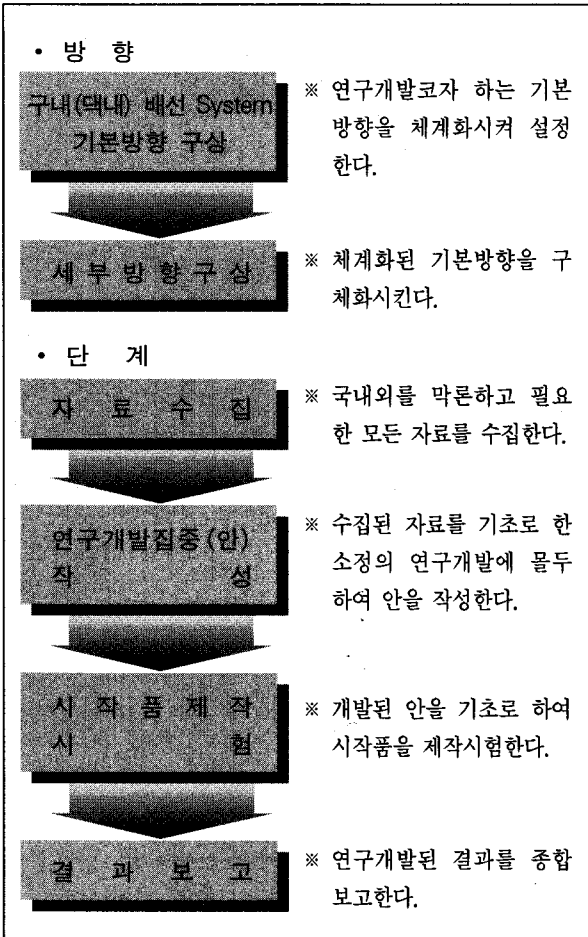 • 방 향
구내(댁내) 배선 System
기본방향 구상
※ 연구개발코자 하는 기본
방향을 체계화시켜 설정
한다.
세 부 방 향 구 상
※ 체계화된 기본방향을 구
체화시킨다.
• 단 계
자 료 수 집
※ 국내외를 막론하고 필요
한 모든 자료를 수집한다.
연구개발집중(안)
작 성
※ 수집된 자료를 기초로 한
소정의 연구개발에 몰두
하여 안을 작성한다.
시 작 품 제 작
시 험
※ 개발된 안을 기초로 하여
시작품을 제작시험한다.
결 과 보 고
※ 연구개발된 결과를 종합
보고한다.